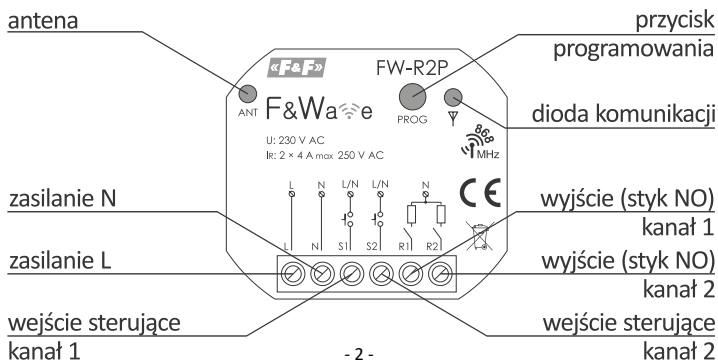 antena
przycisk
programowania
«F&F»
FW-R2P
ANT
F&Wave
PROG
dioda komunikacji
U: 230 V AC
IR: 2 × 4 A max 250 V AC
868
MHz
L N L/N L/N N
CE
zasilanie N
wyjście (styk NO)
kanał 1
L N S1 S2 R1 R2
zasilanie L
wyjście (styk NO)
kanał 2
wejście sterujące
kanał 1
wejście sterujące
kanał 2
- 2 -